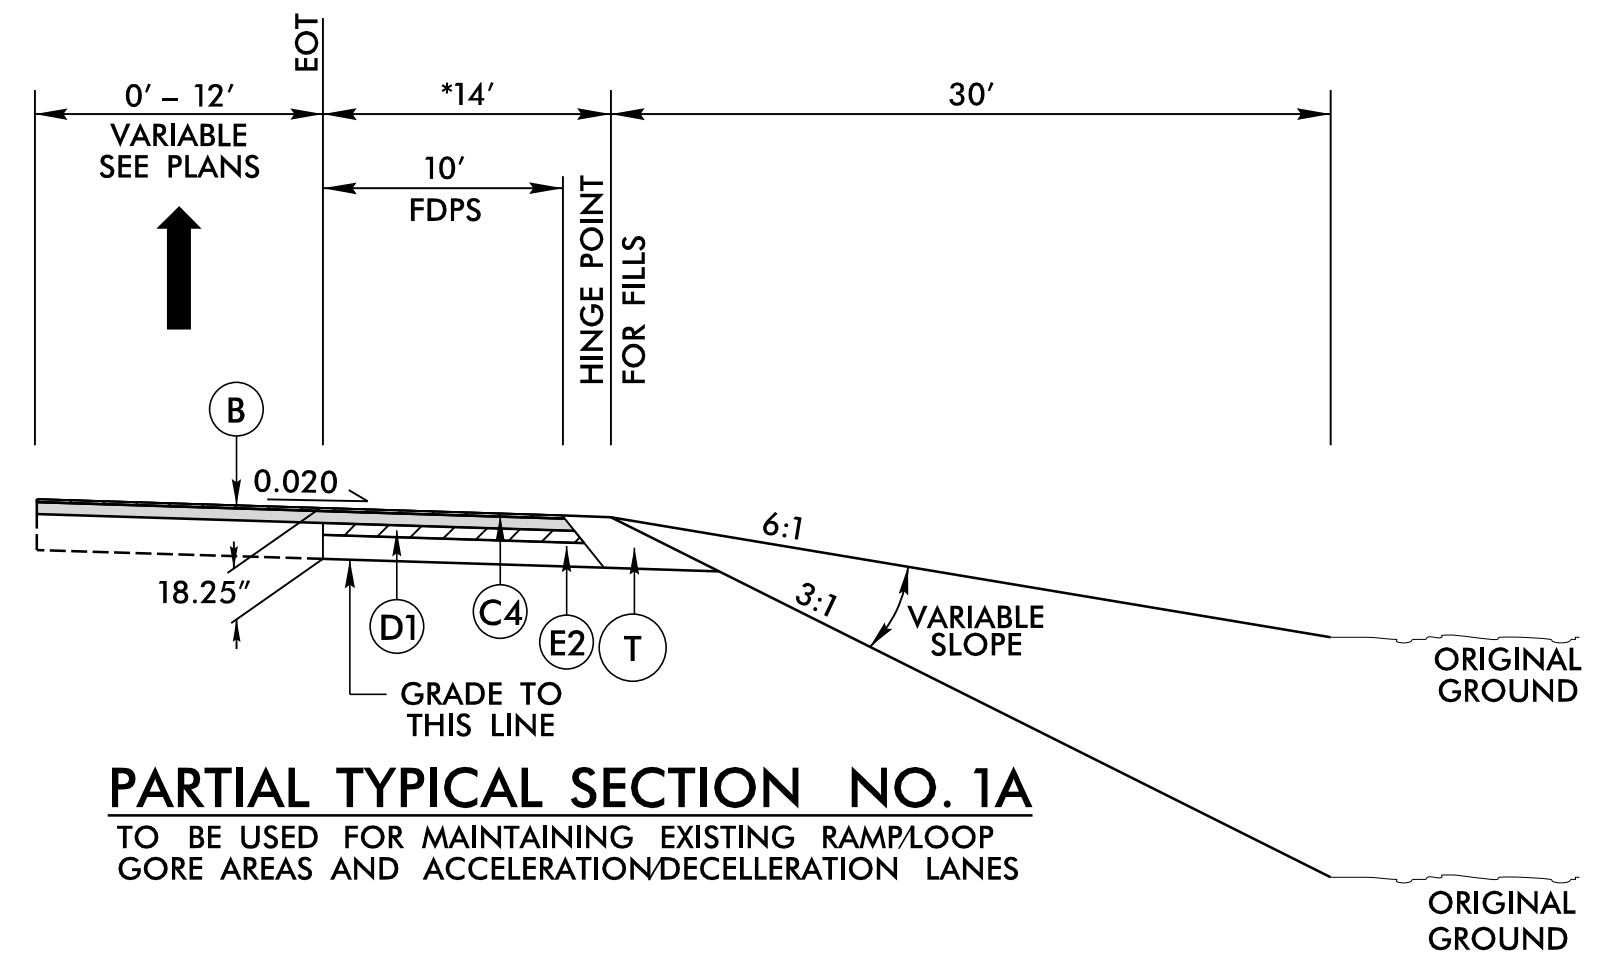 EOT
0' – 12'
VARIABLE
SEE PLANS
*14'
30'
10'
FDPS
HINGE POINT
FOR FILLS
B
0.020
6:1
3:1
VARIABLE
SLOPE
18.25"
D1
C4
E2
T
GRADE TO
THIS LINE
ORIGINAL
GROUND
PARTIAL TYPICAL SECTION NO. 1A
TO BE USED FOR MAINTAINING EXISTING RAMP/LOOP
GORE AREAS AND ACCELERATION/DECELLERATION LANES
ORIGINAL
GROUND